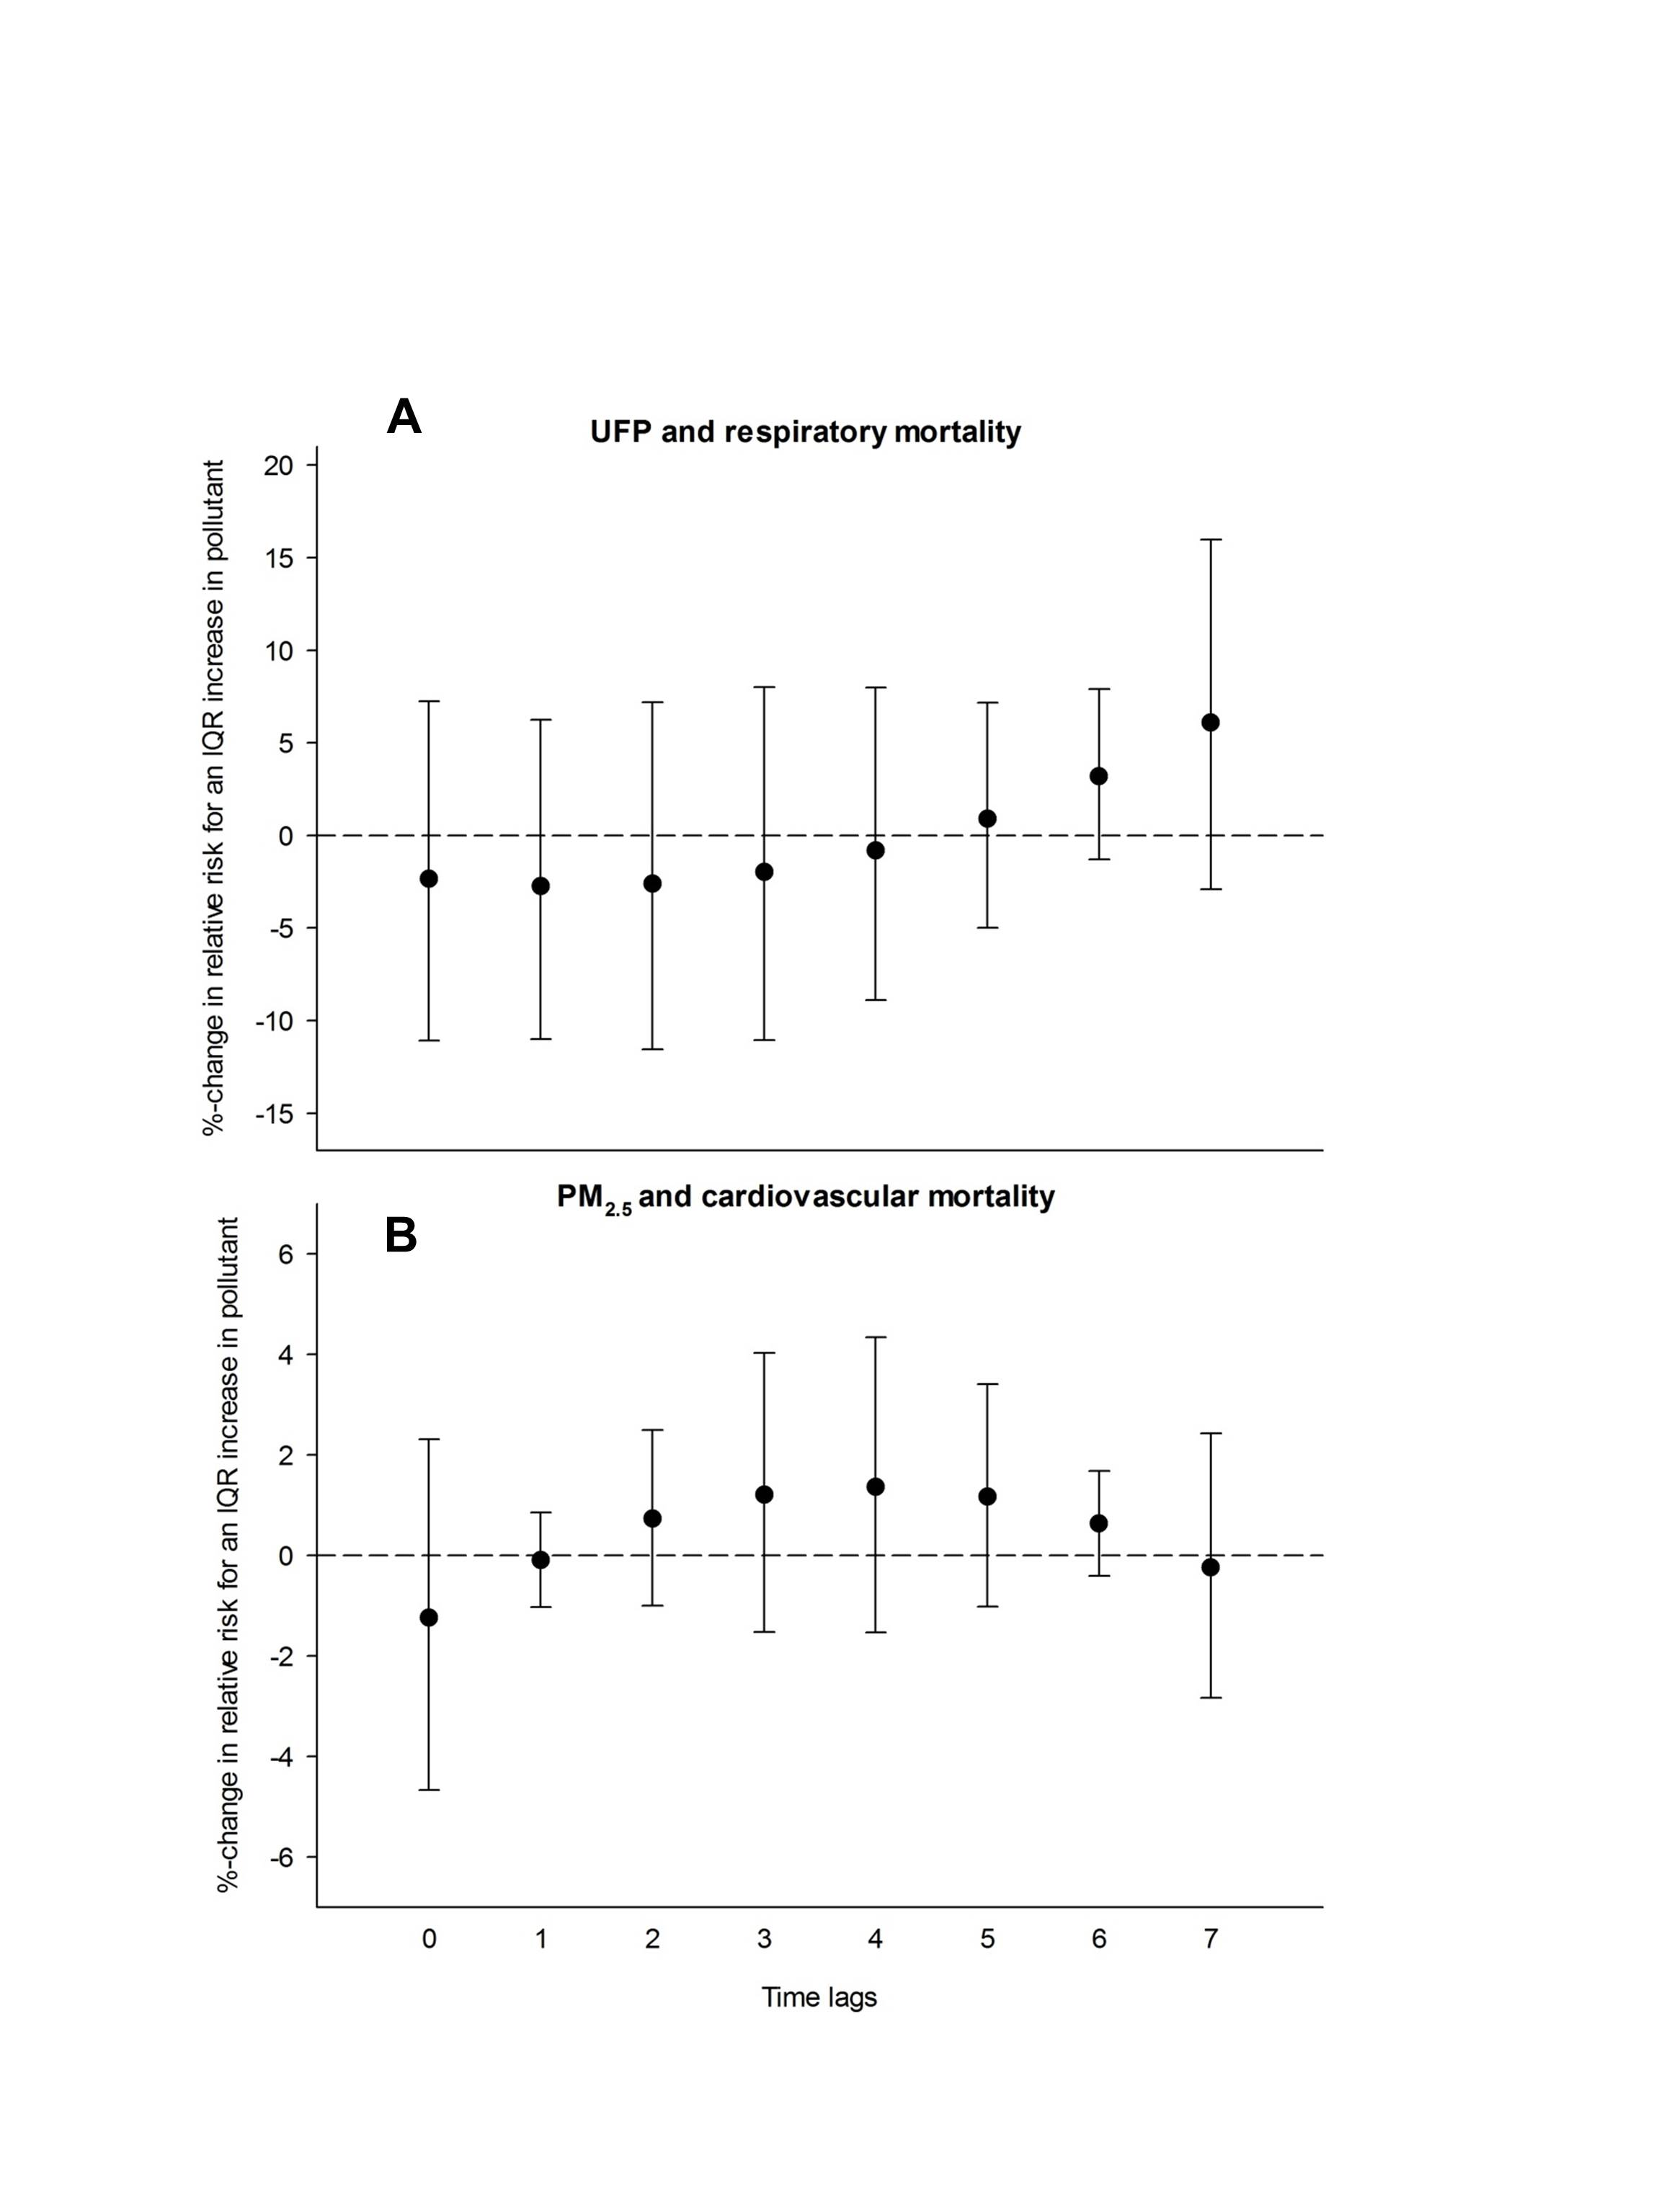 A
UFP and respiratory mortality
%-change in relative risk for an IQR increase in pollutant
20
15
10
5
0
-5
-10
-15
PM2.5 and cardiovascular mortality
B
%-change in relative risk for an IQR increase in pollutant
6
4
2
0
-2
-4
-6
0 1 2 3 4 5 6 7
Time lags